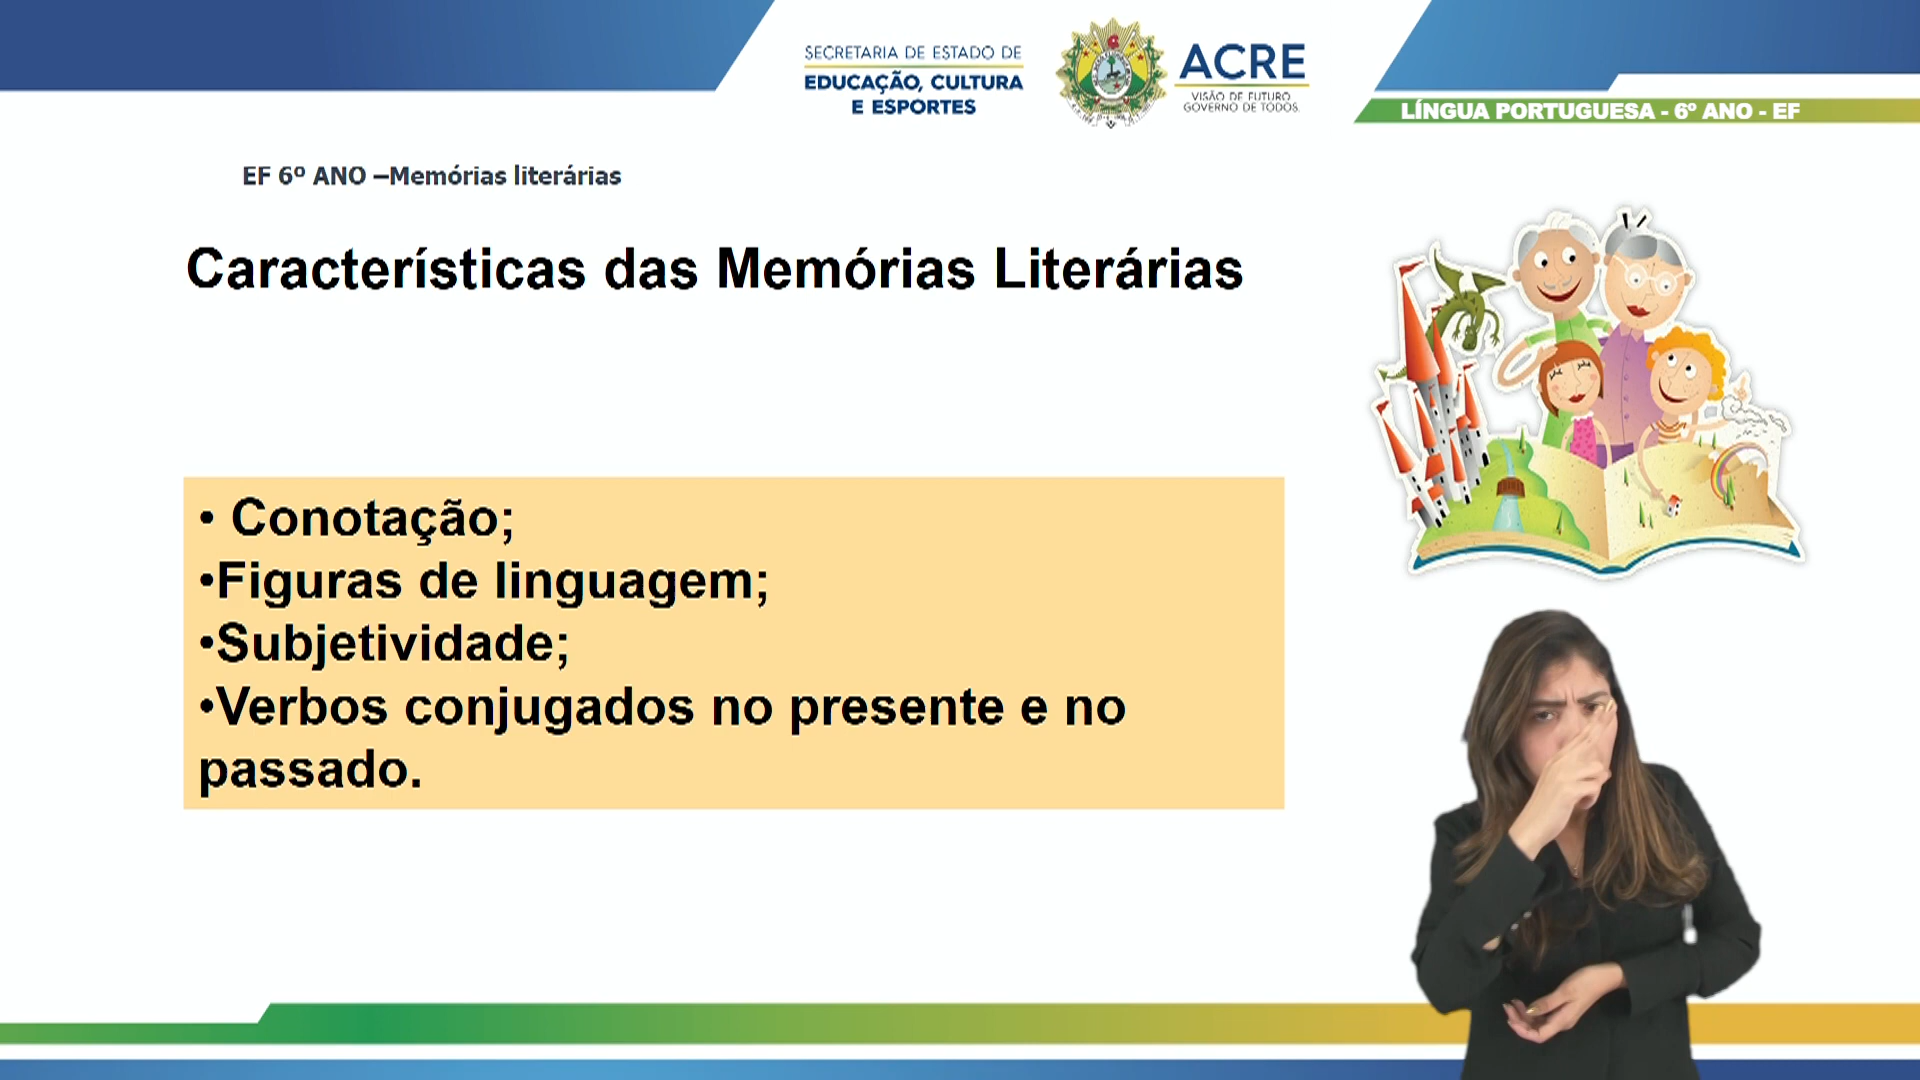 SECRETARIA DE ESTADO DE
EDUCAÇÃO, CULTURA
E ESPORTES
ACRE
VISÃO DE FUTURO
GOVERNO DE TODOS.
LÍNGUA PORTUGUESA - 6º ANO - EF
EF 6º ANO –Memórias literárias
Características das Memórias Literárias
• Conotação;
•Figuras de linguagem;
•Subjetividade;
•Verbos conjugados no presente e no
passado.